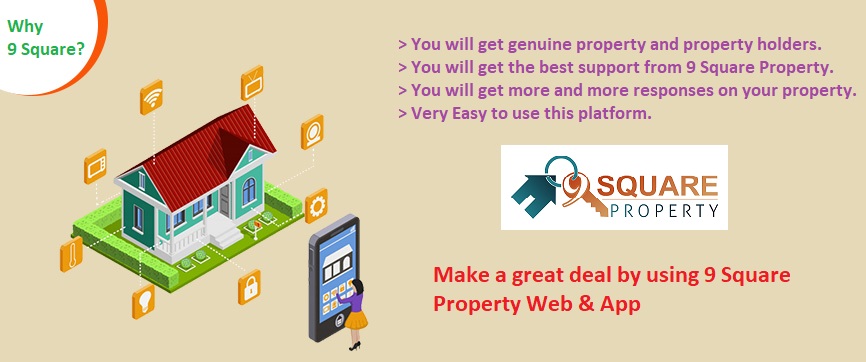 Why
9 Square?
> You will get genuine property and property holders.
> You will get the best support from 9 Square Property.
> You will get more and more responses on your property.
> Very Easy to use this platform.
9 SQUARE
PROPERTY
Make a great deal by using 9 Square
Property Web & App